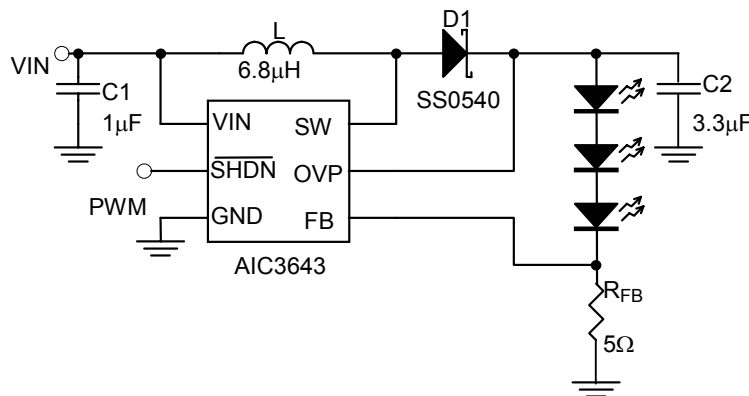 D1
L
VIN
6.8μH
C1
SS0540
C2
1μF
VIN
SW
3.3μF
SHDN
OVP
PWM
GND
FB
AIC3643
RFB
5Ω